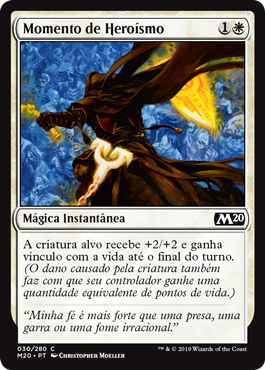 Momento de Heroísmo 1
Mágica Instantânea M20
A criatura alvo recebe +2/+2 e ganha
vínculo com a vida até o final do turno.
(O dano causado pela criatura também
faz com que seu controlador ganhe uma
quantidade equivalente de pontos de vida.)
“Minha fé é mais forte que uma presa, uma
garra ou uma fome irracional.”
030/280 C
M20 • PT Christopher Moeller ™ & © 2019 Wizards of the Coast